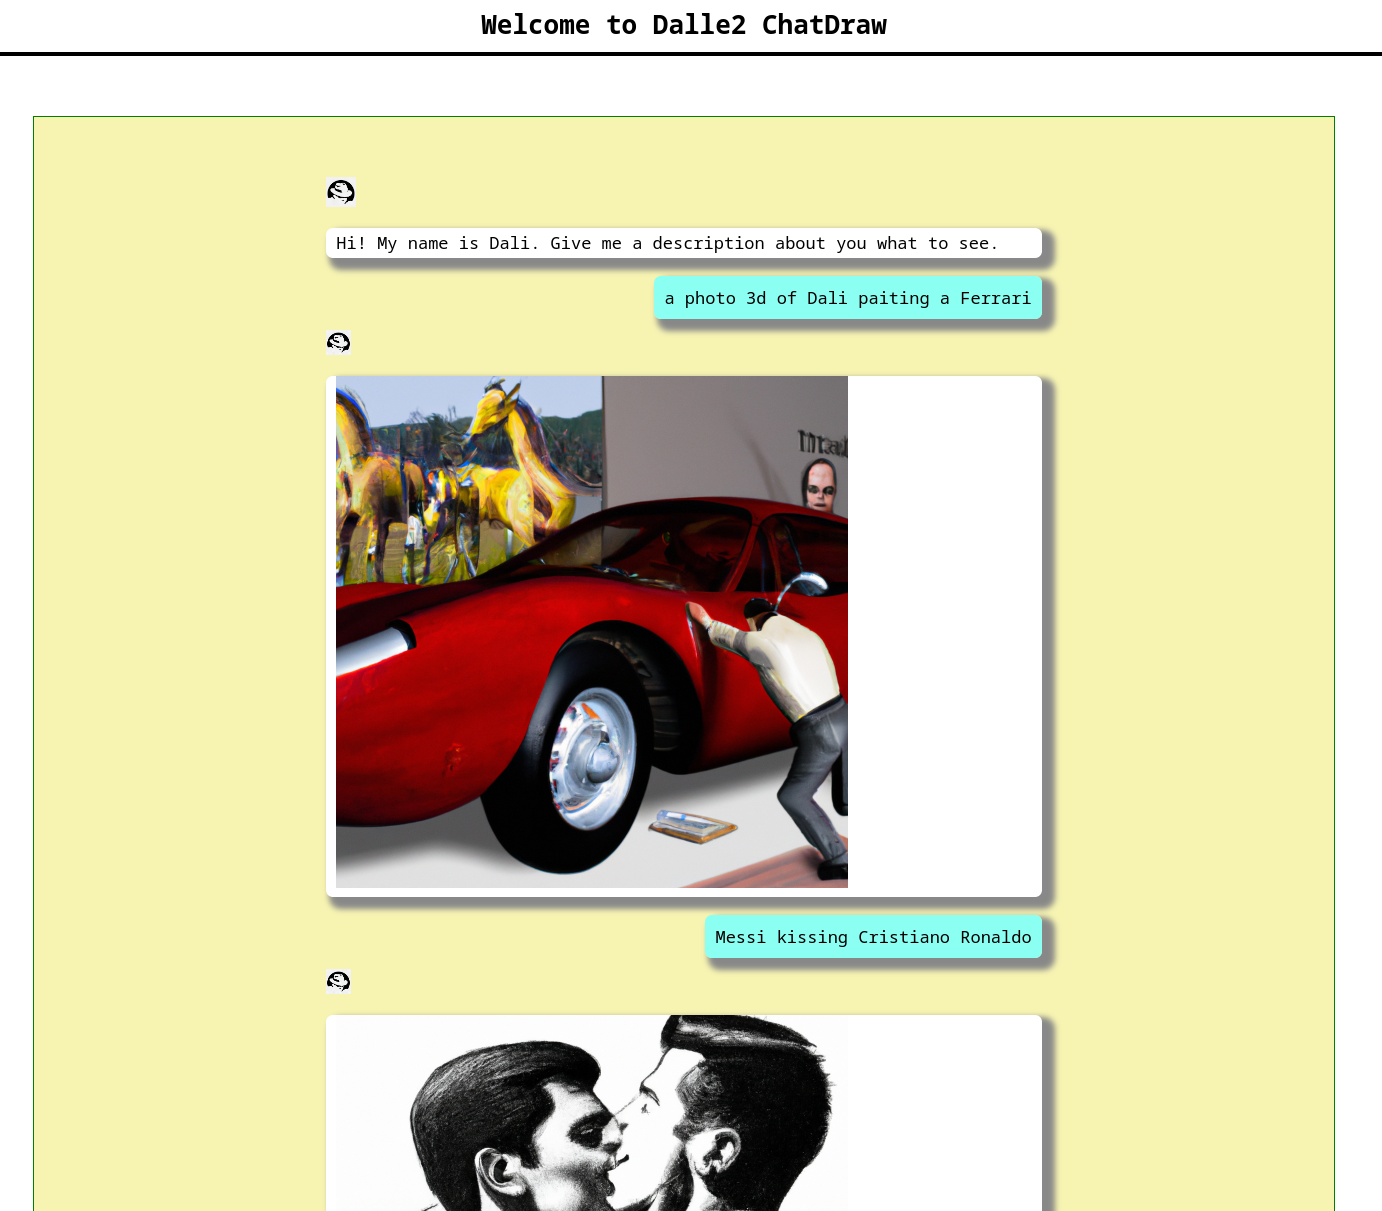 Welcome to Dalle2 ChatDraw
Hi! My name is Dali. Give me a description about you what to see.
a photo 3d of Dali paiting a Ferrari
Messi kissing Cristiano Ronaldo